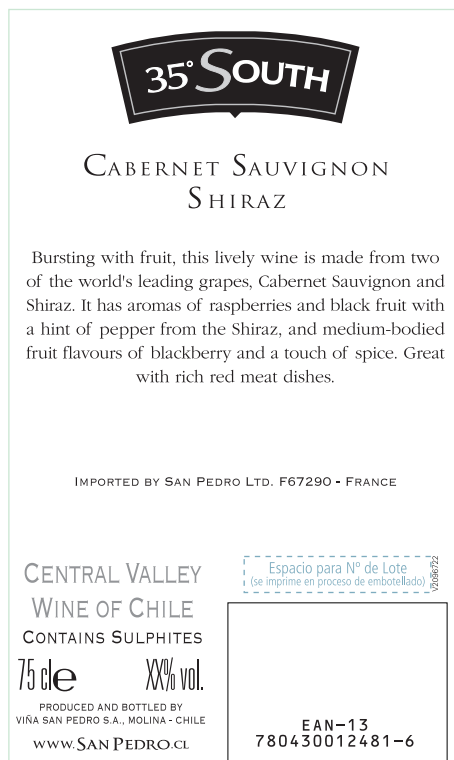 35° SOUTH
CABERNET SAUVIGNON
SHIRAZ
Bursting with fruit, this lively wine is made from two
of the world's leading grapes, Cabernet Sauvignon and
Shiraz. It has aromas of raspberries and black fruit with
a hint of pepper from the Shiraz, and medium-bodied
fruit flavours of blackberry and a touch of spice. Great
with rich red meat dishes.
IMPORTED BY SAN PEDRO LTD. F67290 - FRANCE
CENTRAL VALLEY
WINE OF CHILE
CONTAINS SULPHITES
75 cl e XX% vol.
PRODUCED AND BOTTLED BY
VIÑA SAN PEDRO S.A., MOLINA - CHILE
WWW.SANPEDRO.CL
Espacio para Nº de Lote
(se imprime en proceso de embotellado)
V2096722
EAN-13
780430012481-6